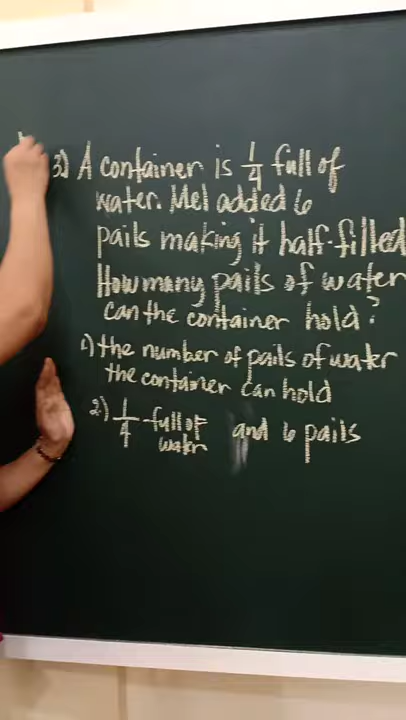 3.) A container is 1/4 full of
water. Mel added 6
pails making it half-filled
How many pails of water
can the container hold?
1.) the number of pails of water
the container can hold
2.) 1/4 - full of water and 6 pails